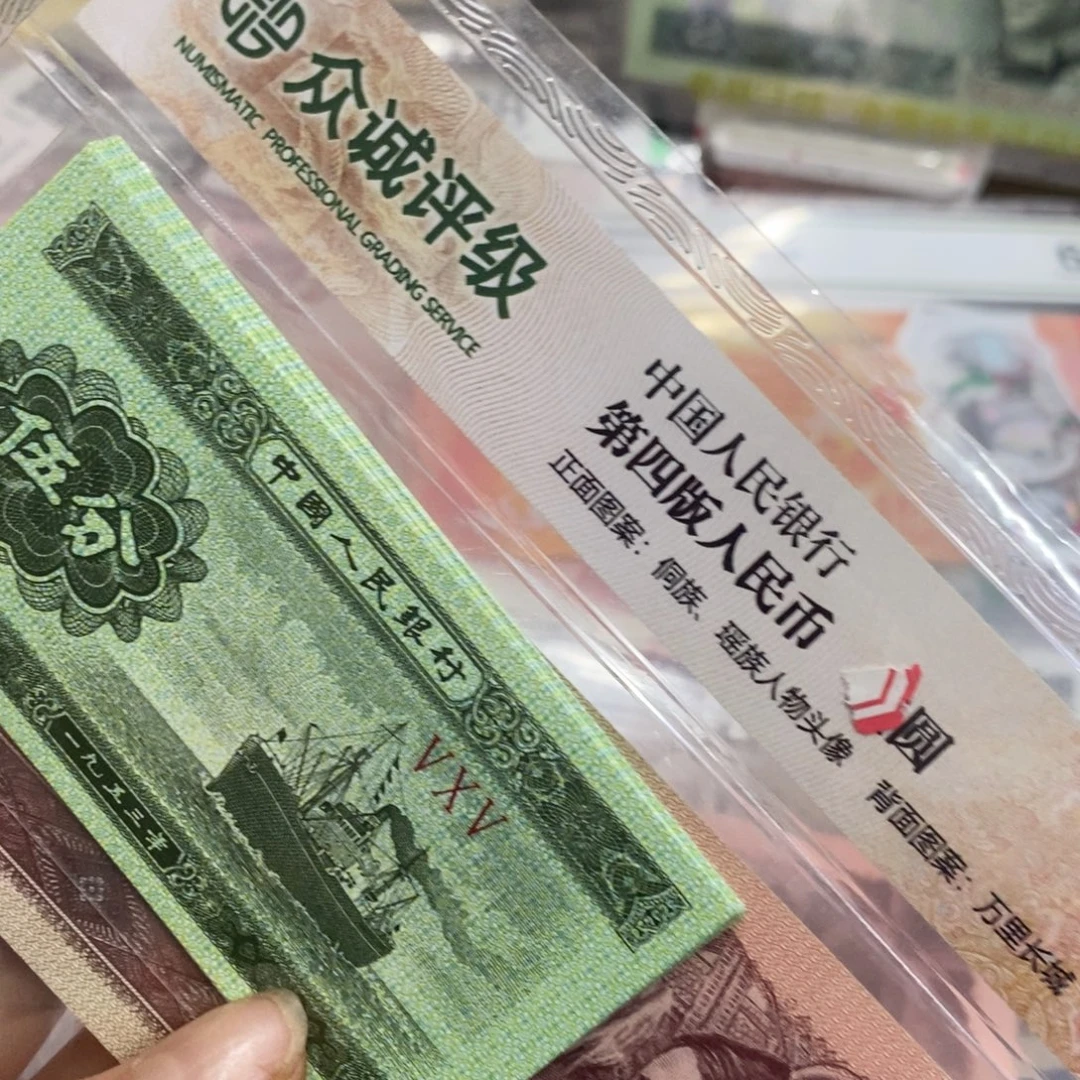 众诚评级
NUMISMATIC PROFESSIONAL GRADING SERVICE
中国人民银行
第四版人民币
圆
正面图案：侗族、瑶族人物头像 背面图案：万里长城
中國人民銀行
伍分
V X V
一九五三年